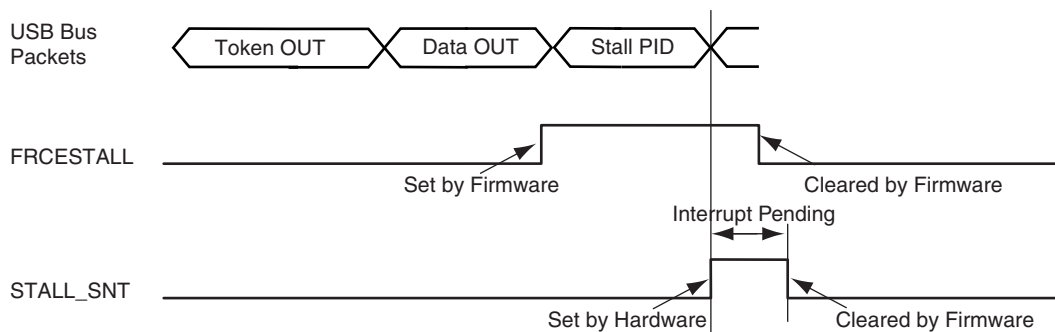 USB Bus
Packets
Token OUT
Data OUT
Stall PID
FRCESTALL
Set by Firmware
Cleared by Firmware
Interrupt Pending
STALL_SNT
Set by Hardware
Cleared by Firmware